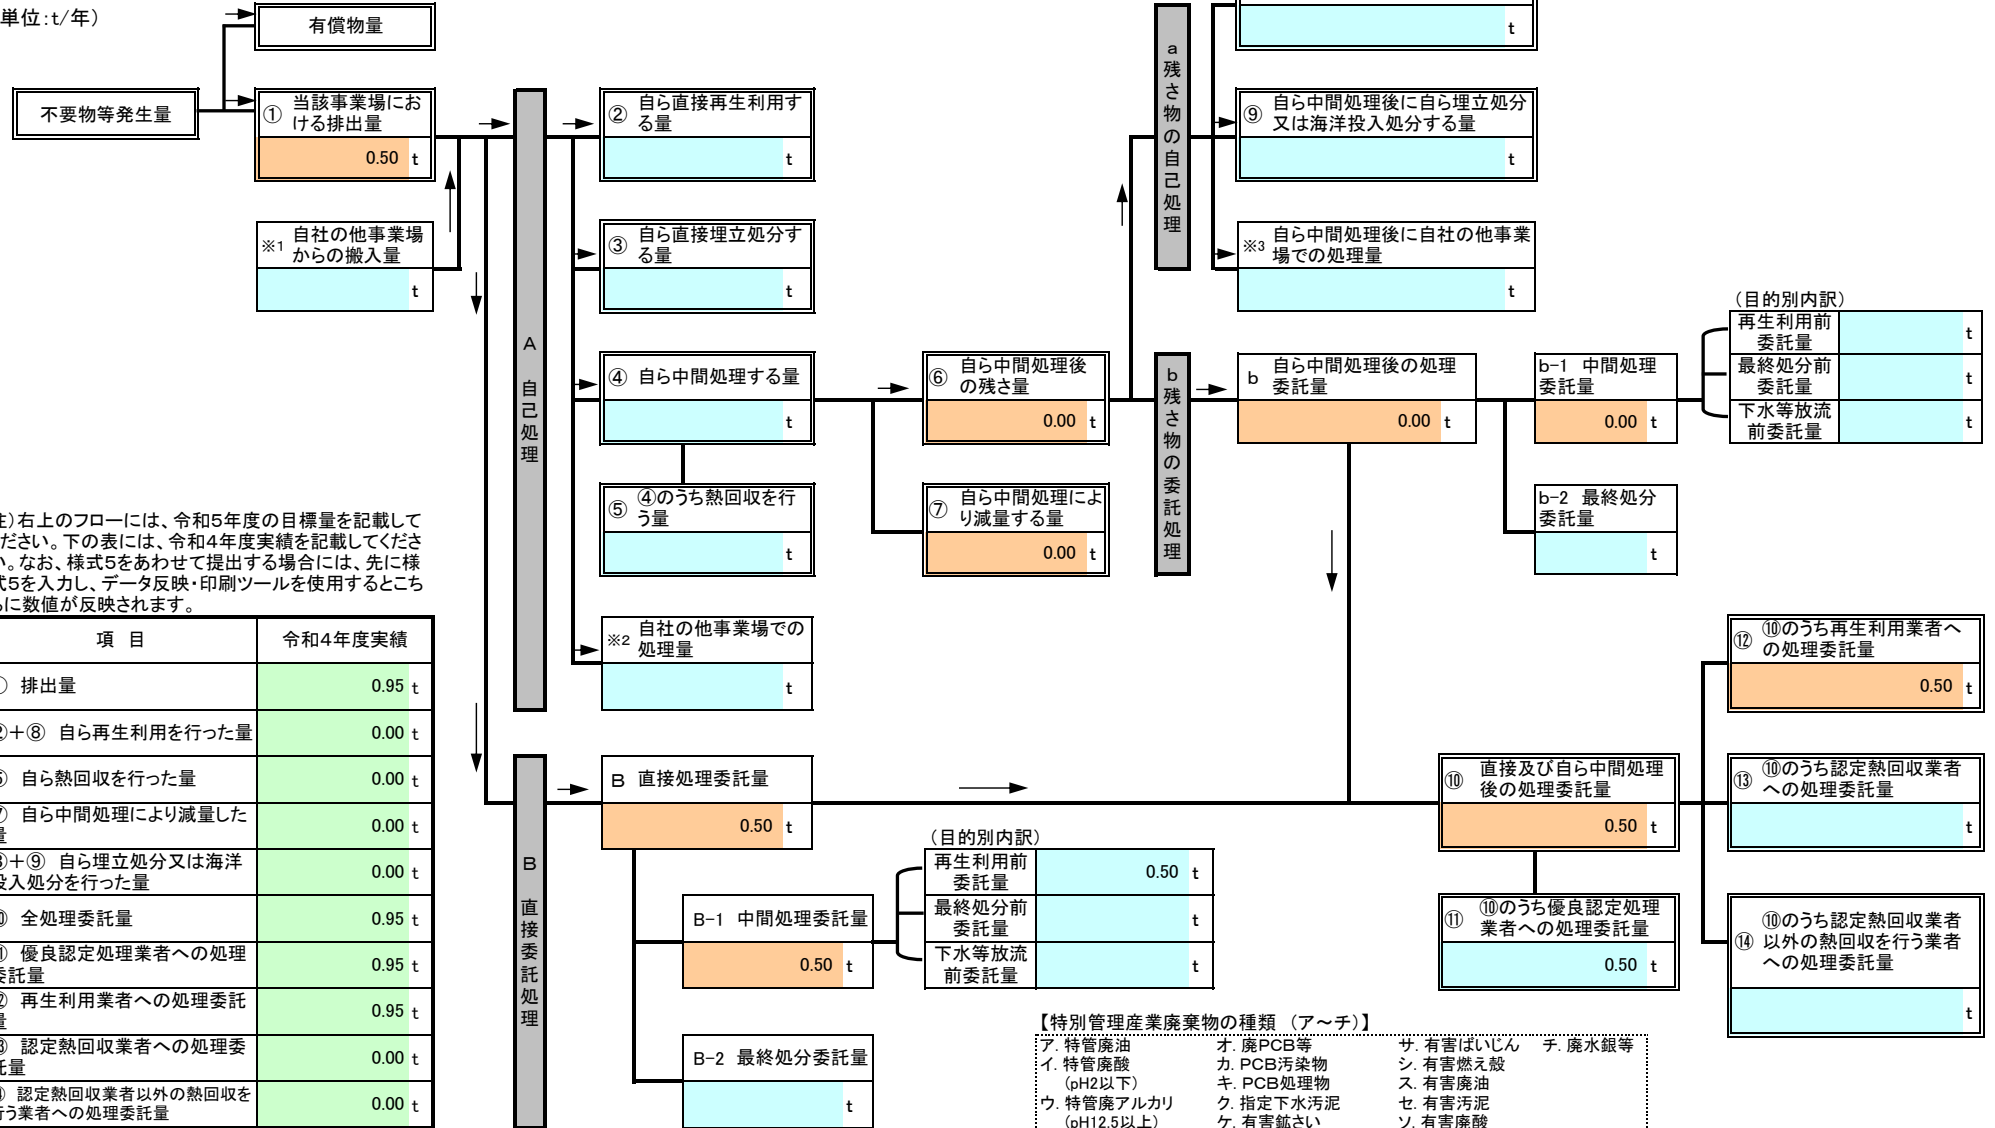 単位:t/年)
有償物量
不要物等発生量
① 当該事業場にお
ける排出量
0.50 t
※1 自社の他事業場
からの搬入量
t
A 自己処理
② 自ら直接再生利用す
る量
t
③ 自ら直接埋立処分す
る量
t
④ 自ら中間処理する量
t
⑤ ④のうち熱回収を行
う量
t
※2 自社の他事業場での
処理量
t
⑥ 自ら中間処理後
の残さ量
0.00 t
⑦ 自ら中間処理によ
り減量する量
0.00 t
a 残さ物の自己処理
t
⑨ 自ら中間処理後に自ら埋立処分
又は海洋投入処分する量
t
※3 自ら中間処理後に自社の他事業
場での処理量
t
b 残さ物の委託処理
b 自ら中間処理後の処理
委託量
0.00 t
b-1 中間処理
委託量
0.00 t
b-2 最終処分
委託量
t
(目的別内訳)
再生利用前
委託量
t
最終処分前
委託量
t
下水等放流
前委託量
t
注)右上のフローには、令和5年度の目標量を記載して
ください。下の表には、令和4年度実績を記載してくださ
い。なお、様式5をあわせて提出する場合には、先に様
式5を入力し、データ反映・印刷ツールを使用するとこち
らに数値が反映されます。
項 目 令和4年度実績
① 排出量 0.95 t
②+⑧ 自ら再生利用を行った量 0.00 t
⑤ 自ら熱回収を行った量 0.00 t
⑦ 自ら中間処理により減量した
量 0.00 t
③+⑨ 自ら埋立処分又は海洋
投入処分を行った量 0.00 t
⑩ 全処理委託量 0.95 t
⑪ 優良認定処理業者への処理
委託量 0.95 t
⑫ 再生利用業者への処理委託
量 0.95 t
⑬ 認定熱回収業者への処理委
託量 0.00 t
⑭ 認定熱回収業者以外の熱回収を
行う業者への処理委託量 0.00 t
B 直接委託処理
B 直接処理委託量
0.50 t
B-1 中間処理委託量
0.50 t
B-2 最終処分委託量
t
(目的別内訳)
再生利用前
委託量
0.50 t
最終処分前
委託量
t
下水等放流
前委託量
t
⑩ 直接及び自ら中間処理
後の処理委託量
0.50 t
⑪ ⑩のうち優良認定処理
業者への処理委託量
0.50 t
⑫ ⑩のうち再生利用業者へ
の処理委託量
0.50 t
⑬ ⑩のうち認定熱回収業者
への処理委託量
t
⑭ ⑩のうち認定熱回収業者
以外の熱回収を行う業者
への処理委託量
t
【特別管理産業廃棄物の種類 (ア~チ)】
ア. 特管廃油 オ. 廃PCB等 サ. 有害ばいじん チ. 廃水銀等
イ. 特管廃酸 カ. PCB汚染物 シ. 有害燃え殻
(pH2以下) キ. PCB処理物 ス. 有害廃油
ウ. 特管廃アルカリ ク. 指定下水汚泥 セ. 有害汚泥
(pH12.5以上) ケ. 有害鉱さい ソ. 有害廃酸